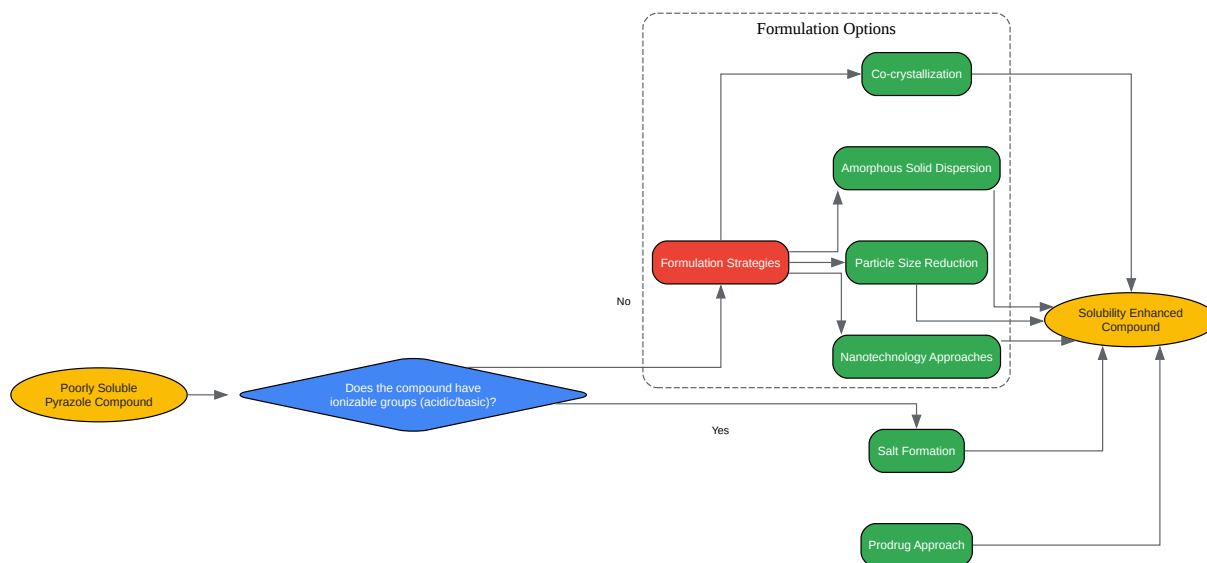 Formulation Options
Co-crystallization
Amorphous Solid Dispersion
Formulation Strategies
Particle Size Reduction
No
Solubility Enhanced
Compound
Nanotechnology Approaches
Poorly Soluble
Pyrazole Compound
Does the compound have
ionizable groups (acidic/basic)?
Yes
Salt Formation
Prodrug Approach